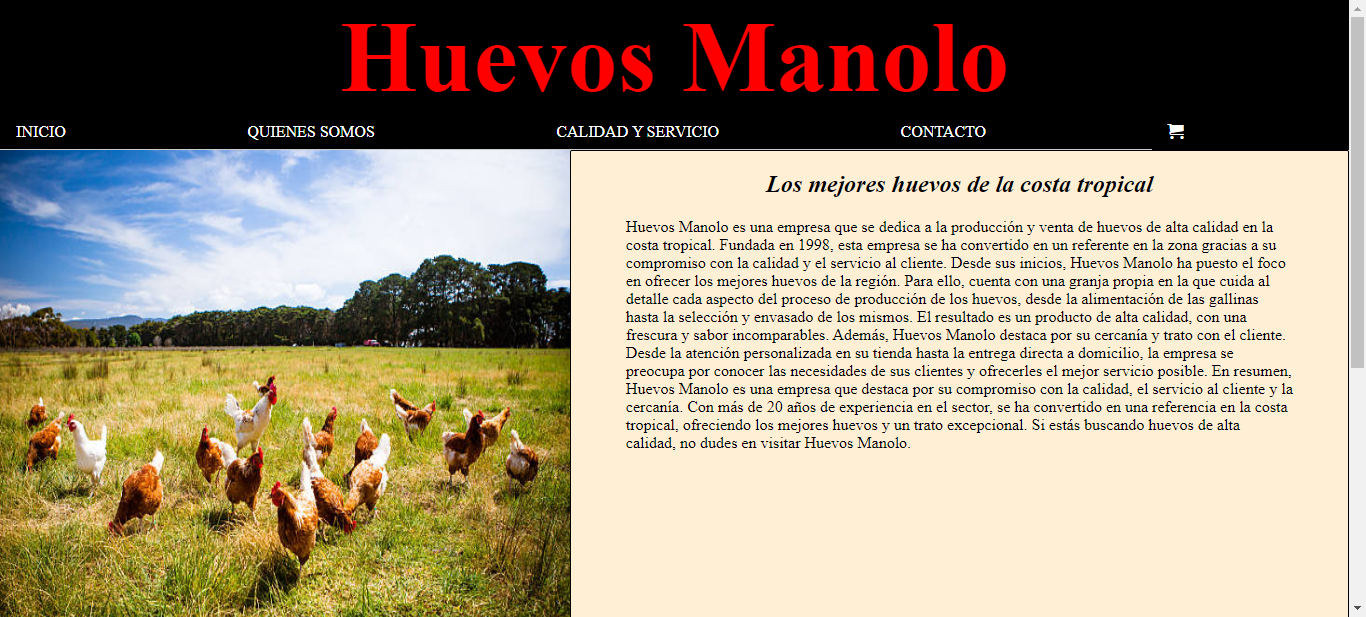 Huevos Manolo
INICIO QUIENES SOMOS CALIDAD Y SERVICIO CONTACTO
Los mejores huevos de la costa tropical
Huevos Manolo es una empresa que se dedica a la producción y venta de huevos de alta calidad en la
costa tropical. Fundada en 1998, esta empresa se ha convertido en un referente en la zona gracias a su
compromiso con la calidad y el servicio al cliente. Desde sus inicios, Huevos Manolo ha puesto el foco
en ofrecer los mejores huevos de la región. Para ello, cuenta con una granja propia en la que cuida al
detalle cada aspecto del proceso de producción de los huevos, desde la alimentación de las gallinas
hasta la selección y envasado de los mismos. El resultado es un producto de alta calidad, con una
frescura y sabor incomparables. Además, Huevos Manolo destaca por su cercanía y trato con el cliente.
Desde la atención personalizada en su tienda hasta la entrega directa a domicilio, la empresa se
preocupa por conocer las necesidades de sus clientes y ofrecerles el mejor servicio posible. En resumen,
Huevos Manolo es una empresa que destaca por su compromiso con la calidad, el servicio al cliente y la
cercanía. Con más de 20 años de experiencia en el sector, se ha convertido en una referencia en la costa
tropical, ofreciendo los mejores huevos y un trato excepcional. Si estás buscando huevos de alta
calidad, no dudes en visitar Huevos Manolo.